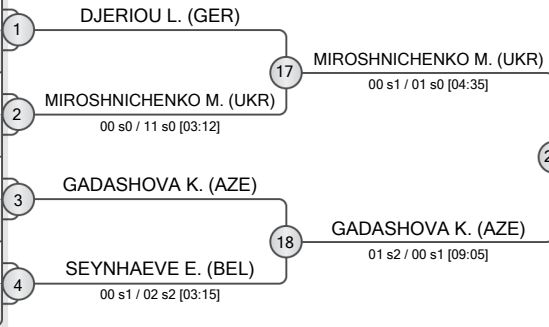 DJERIOU L. (GER)
1
17
MIROSHNICHENKO M. (UKR)
00 s1 / 01 s0 [04:35]
MIROSHNICHENKO M. (UKR)
2
00 s0 / 11 s0 [03:12]
GADASHOVA K. (AZE)
3
18
GADASHOVA K. (AZE)
01 s2 / 00 s1 [09:05]
SEYNHAEVE E. (BEL)
4
00 s1 / 02 s2 [03:15]